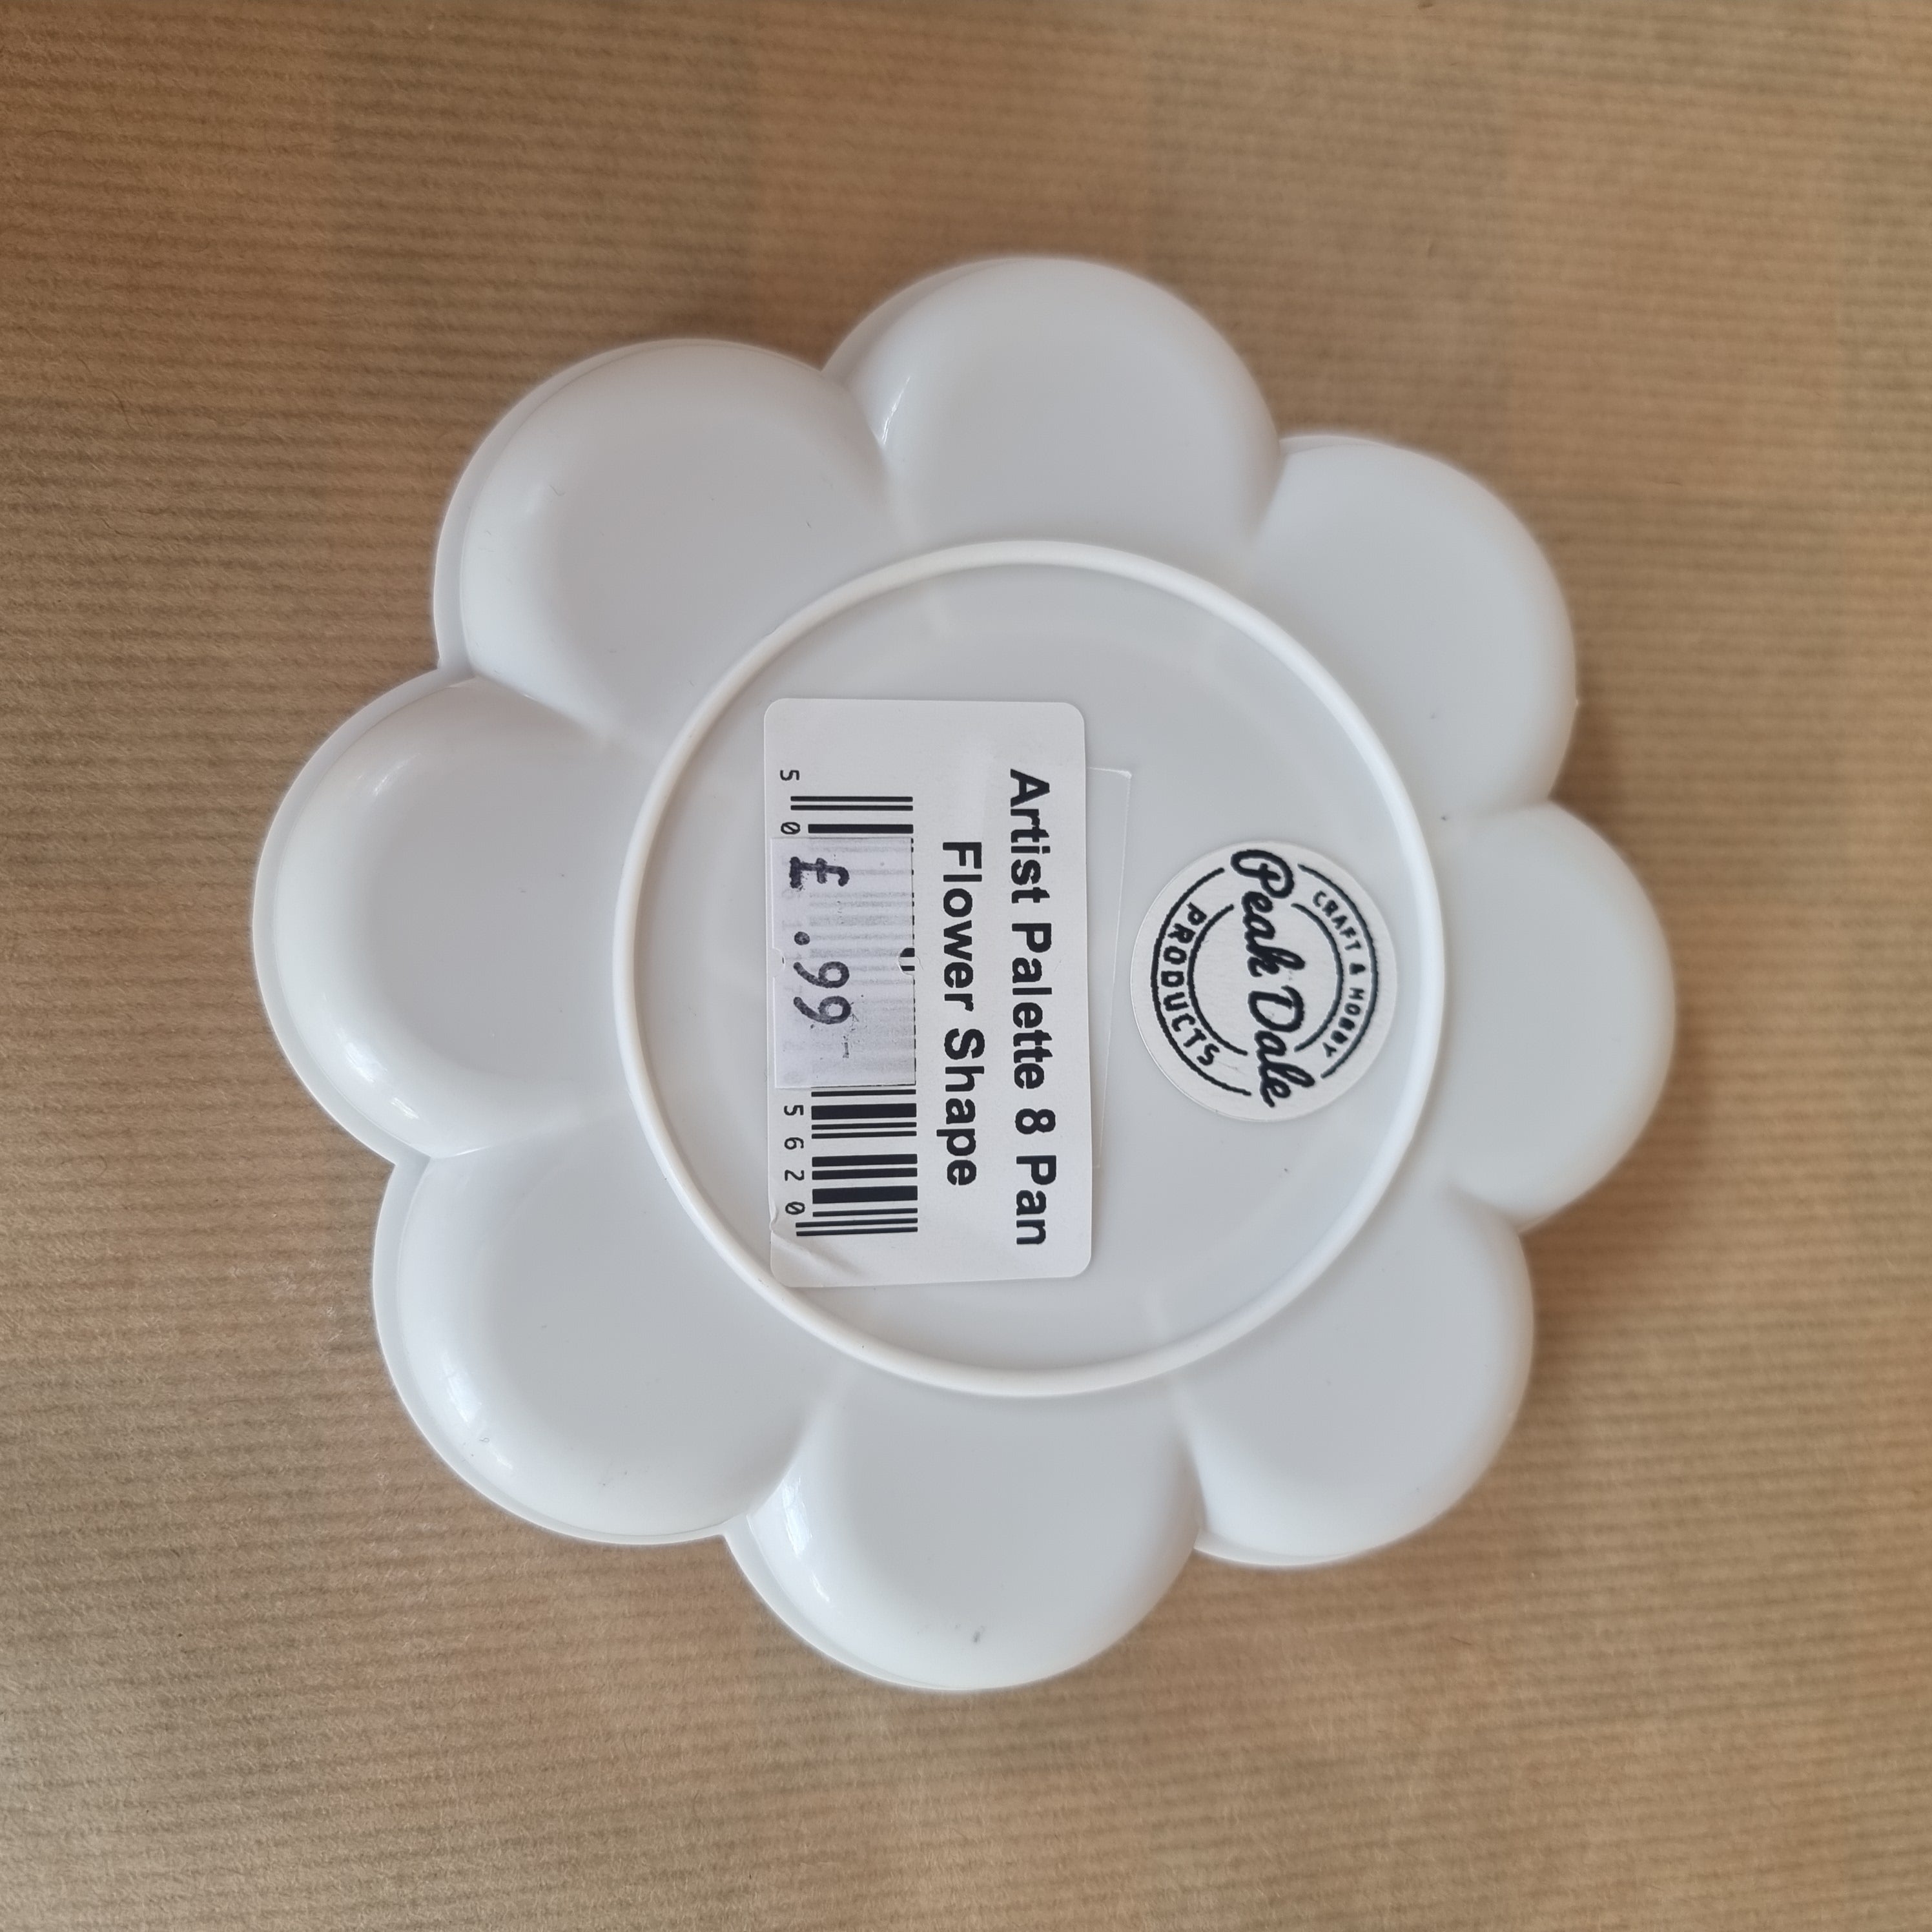 CRAFT & HOBBY
Peak Dale
PRODUCTS
Artist Palette 8 Pan
Flower Shape
£ .99
5 0 5 6 2 0